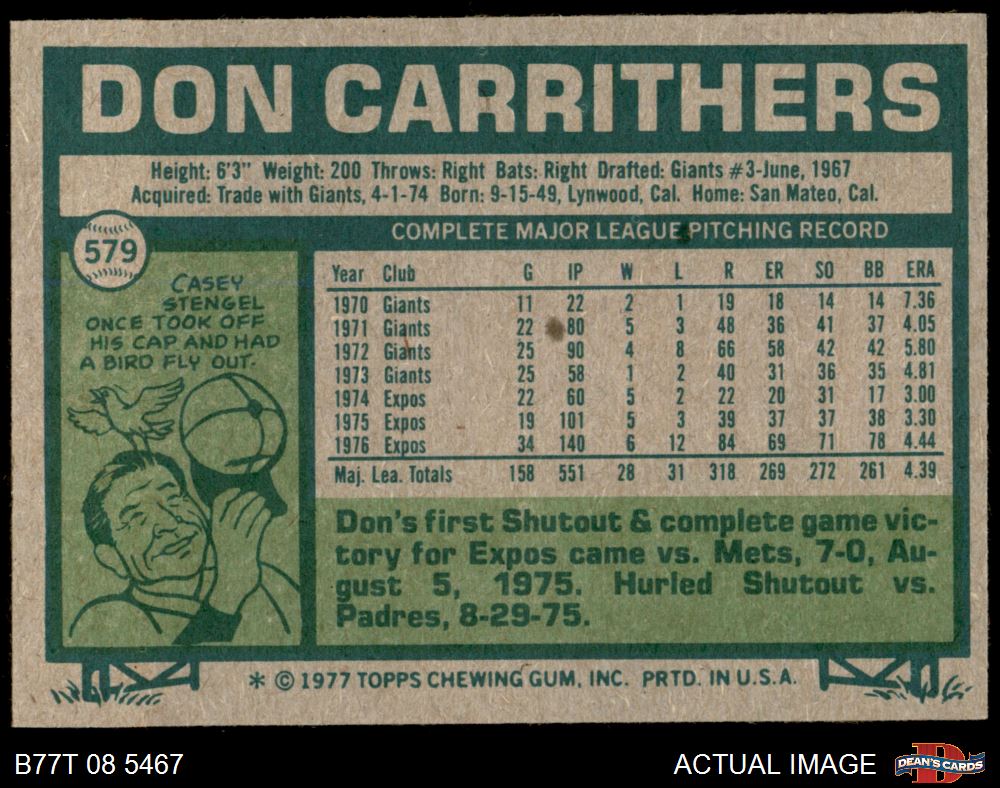 DON CARRITHERS
Height: 6'3" Weight: 200 Throws: Right Bats: Right Drafted: Giants #3-June, 1967
Acquired: Trade with Giants, 4-1-74 Born: 9-15-49, Lynwood, Cal. Home: San Mateo, Cal.
579
CASEY
STENGEL
ONCE TOOK OFF
HIS CAP AND HAD
A BIRD FLY OUT.
COMPLETE MAJOR LEAGUE PITCHING RECORD
Year Club G IP W L R ER SO BB ERA
1970 Giants 11 22 2 1 19 18 14 14 7.36
1971 Giants 22 80 5 3 48 36 41 37 4.05
1972 Giants 25 90 4 8 66 58 42 42 5.80
1973 Giants 25 58 1 2 40 31 36 35 4.81
1974 Expos 22 60 5 2 22 20 31 17 3.00
1975 Expos 19 101 5 3 39 37 37 38 3.30
1976 Expos 34 140 6 12 84 69 71 78 4.44
Maj. Lea. Totals 158 551 28 31 318 269 272 261 4.39
Don's first Shutout & complete game vic-
tory for Expos came vs. Mets, 7-0, Au-
gust 5, 1975. Hurled Shutout vs.
Padres, 8-29-75.
* © 1977 TOPPS CHEWING GUM, INC. PRTD. IN U.S.A.
B77T 08 5467
ACTUAL IMAGE
D
DEAN'S CARDS